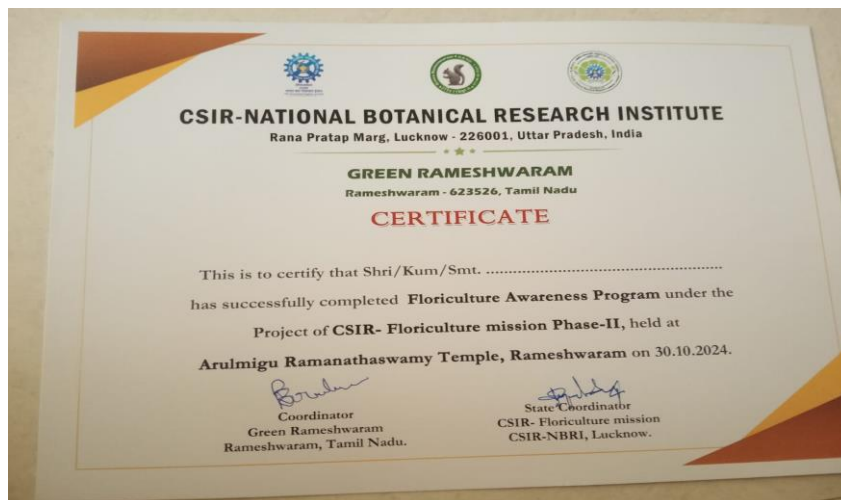 CSIR-NATIONAL BOTANICAL RESEARCH INSTITUTE
Rana Pratap Marg, Lucknow - 226001, Uttar Pradesh, India
GREEN RAMESHWARAM
Rameshwaram - 623526, Tamil Nadu
CERTIFICATE
This is to certify that Shri/Kum/Smt. ............................................................
has successfully completed Floriculture Awareness Program under the
Project of CSIR- Floriculture mission Phase-II, held at
Arulmigu Ramanathaswamy Temple, Rameshwaram on 30.10.2024.
Coordinator
Green Rameshwaram
Rameshwaram, Tamil Nadu.
State Coordinator
CSIR- Floriculture mission
CSIR-NBRI, Lucknow.